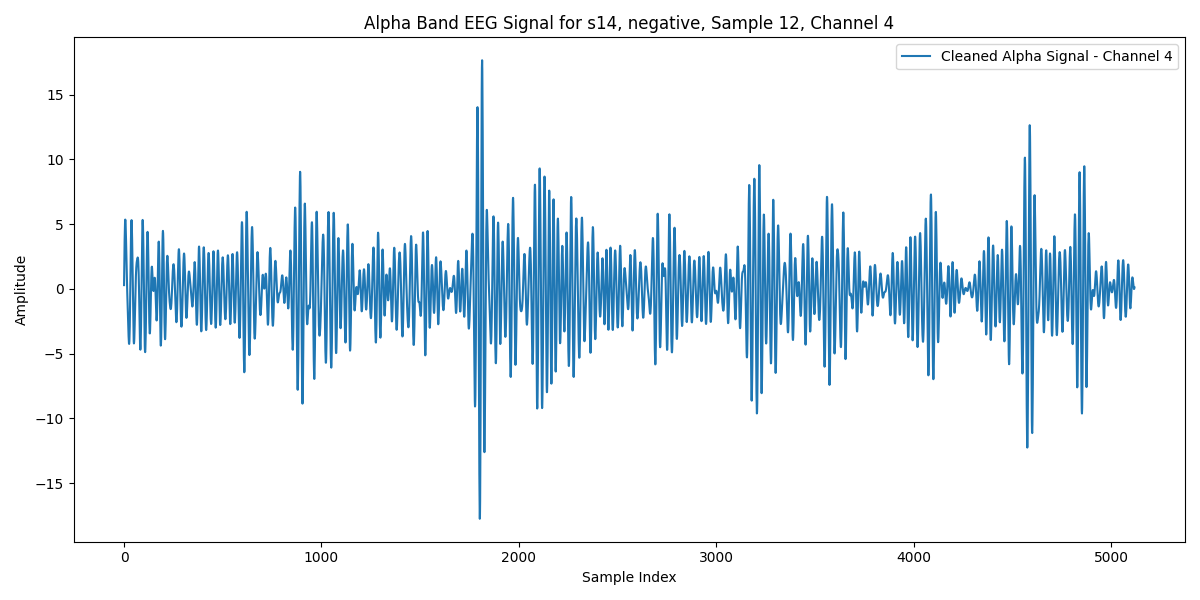 Alpha Band EEG Signal for s14, negative, Sample 12, Channel 4
Cleaned Alpha Signal - Channel 4
Amplitude
15
10
5
0
−5
−10
−15
0 1000 2000 3000 4000 5000
Sample Index